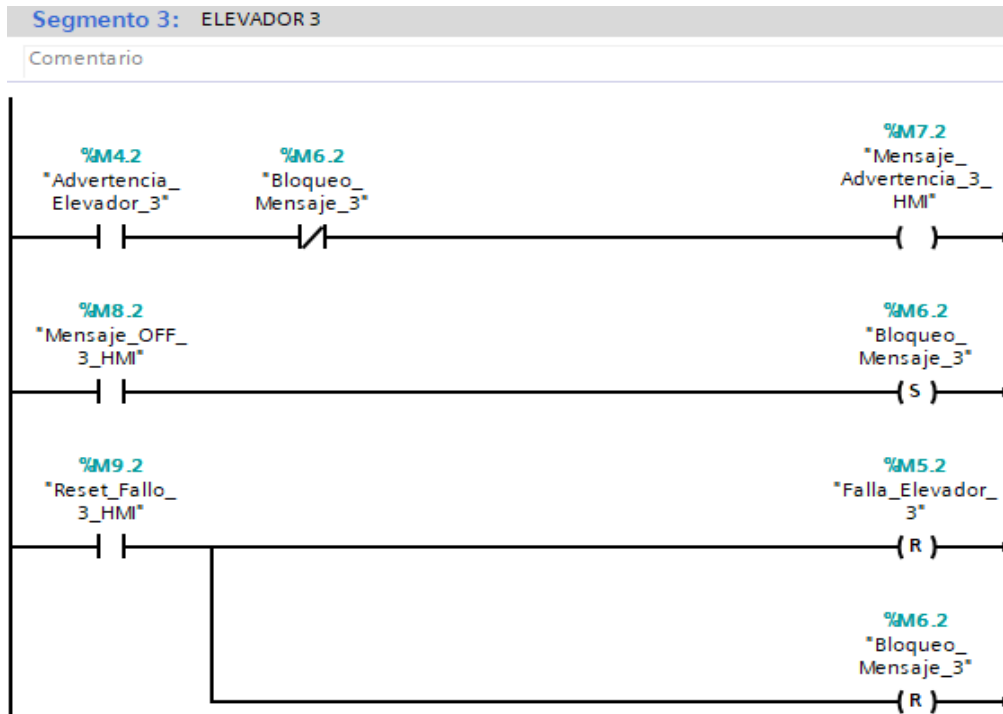 Segmento 3: ELEVADOR 3
Comentario
%M4.2
"Advertencia_
Elevador_3"
%M6.2
"Bloqueo_
Mensaje_3"
%M7.2
"Mensaje_
Advertencia_3_
HMI"
%M8.2
"Mensaje_OFF_
3_HMI"
%M6.2
"Bloqueo_
Mensaje_3"
S
%M9.2
"Reset_Fallo_
3_HMI"
%M5.2
"Falla_Elevador_
3"
R
%M6.2
"Bloqueo_
Mensaje_3"
R